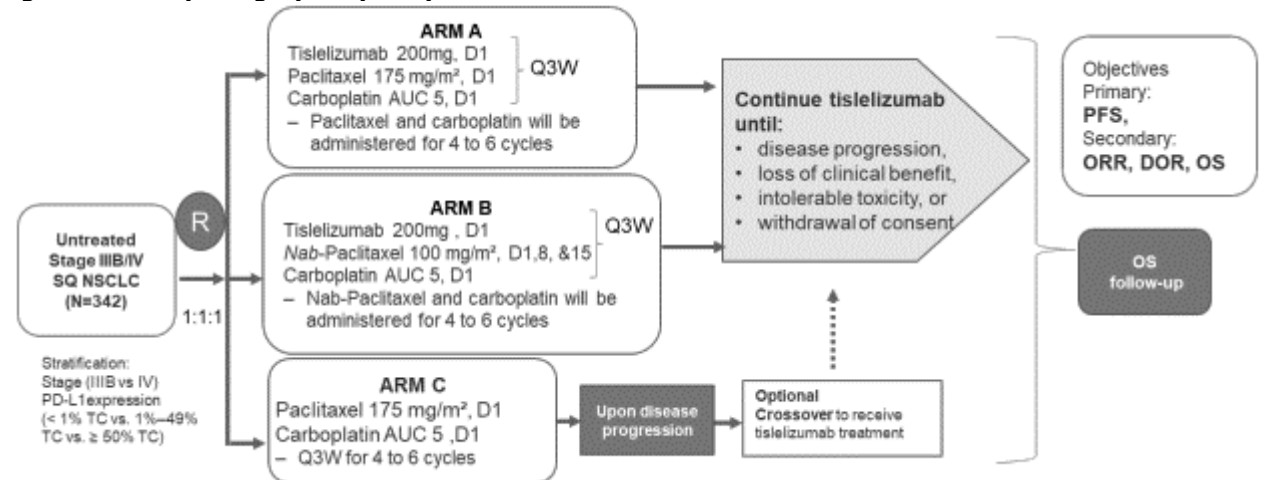 ARM A
Tislelizumab 200mg, D1
Paclitaxel 175 mg/m², D1
Carboplatin AUC 5, D1
Q3W
– Paclitaxel and carboplatin will be
administered for 4 to 6 cycles
Untreated
Stage IIIB/IV
SQ NSCLC
(N=342)
R
1:1:1
Stratification:
Stage (IIIB vs IV)
PD-L1expression
(< 1% TC vs. 1%–49%
TC vs. ≥ 50% TC)
ARM B
Tislelizumab 200mg , D1
Nab-Paclitaxel 100 mg/m², D1,8, &15
Carboplatin AUC 5, D1
Q3W
– Nab-Paclitaxel and carboplatin will be
administered for 4 to 6 cycles
ARM C
Paclitaxel 175 mg/m², D1
Carboplatin AUC 5 ,D1
– Q3W for 4 to 6 cycles
Upon disease
progression
Optional
Crossover to receive
tislelizumab treatment
Continue tislelizumab
until:
• disease progression,
• loss of clinical benefit,
• intolerable toxicity, or
• withdrawal of consent
Objectives
Primary:
PFS,
Secondary:
ORR, DOR, OS
OS
follow-up